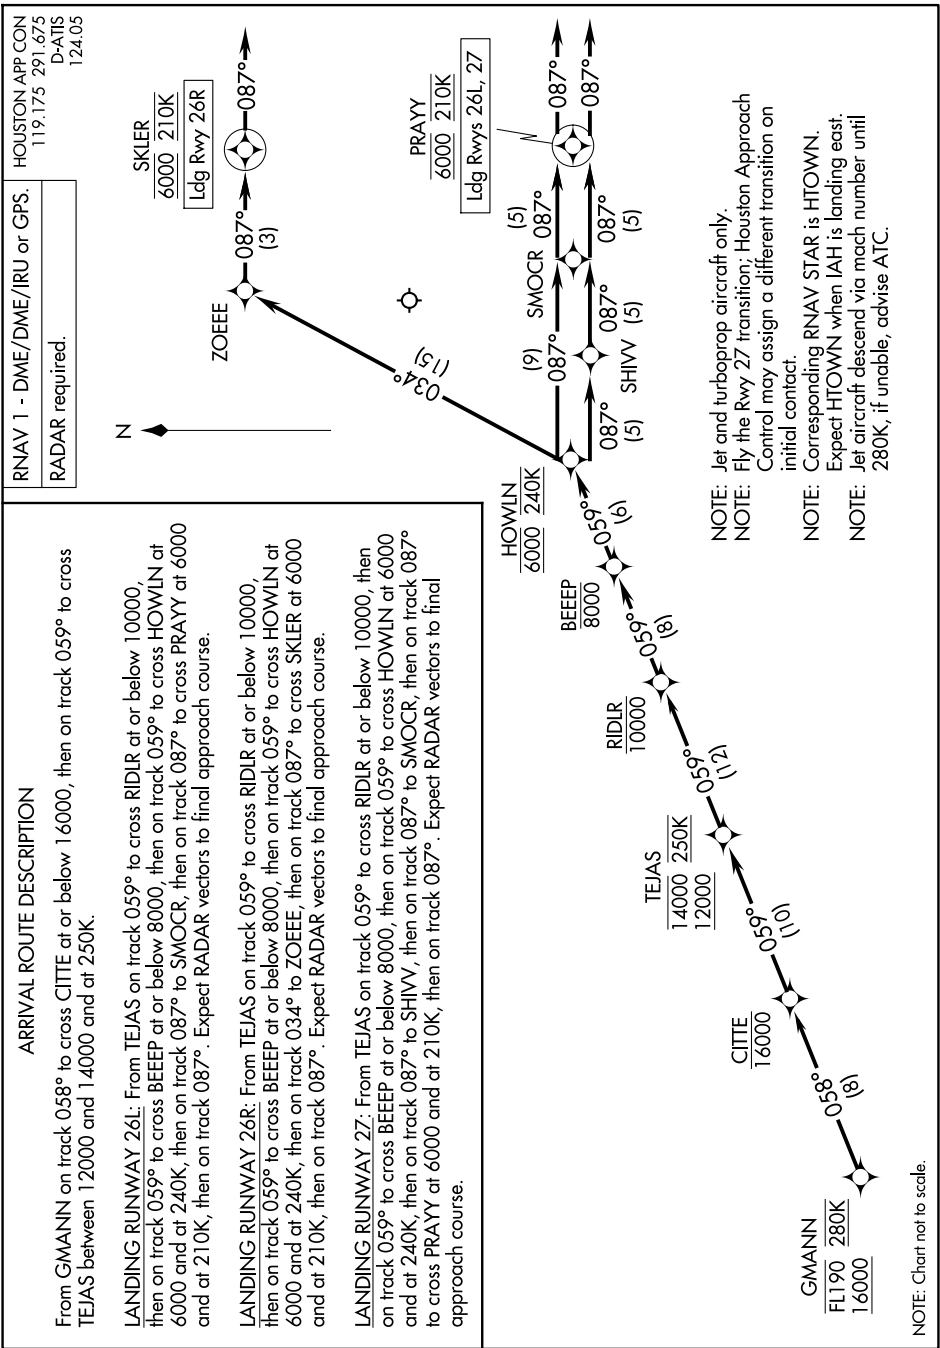 RNAV 1 - DME/DME/IRU or GPS.
RADAR required.
HOUSTON APP CON
119.175 291.675
D-ATIS
124.05
ARRIVAL ROUTE DESCRIPTION
From GMANN on track 058° to cross CITTE at or below 16000, then on track 059° to cross
TEJAS between 12000 and 14000 and at 250K.
LANDING RUNWAY 26L: From TEJAS on track 059° to cross RIDLR at or below 10000,
then on track 059° to cross BEEEP at or below 8000, then on track 059° to cross HOWLN at
6000 and at 240K, then on track 087° to SMOCR, then on track 087° to cross PRAYY at 6000
and at 210K, then on track 087°. Expect RADAR vectors to final approach course.
LANDING RUNWAY 26R: From TEJAS on track 059° to cross RIDLR at or below 10000,
then on track 059° to cross BEEEP at or below 8000, then on track 059° to cross HOWLN at
6000 and at 240K, then on track 034° to ZOEEE, then on track 087° to cross SKLER at 6000
and at 210K, then on track 087°. Expect RADAR vectors to final approach course.
LANDING RUNWAY 27: From TEJAS on track 059° to cross RIDLR at or below 10000, then
on track 059° to cross BEEEP at or below 8000, then on track 059° to cross HOWLN at 6000
and at 240K, then on track 087° to SHIVV, then on track 087° to SMOCR, then on track 087°
to cross PRAYY at 6000 and at 210K, then on track 087°. Expect RADAR vectors to final
approach course.
N
ZOEEE
087°
(3)
SKLER
6000 210K
Ldg Rwy 26R
087°
034°
(15)
PRAYY
6000 210K
Ldg Rwys 26L, 27
087°
087°
HOWLN
6000 240K
(9)
087°
SMOCR
(5)
087°
087°
(5)
SHIVV
087°
(5)
087°
(5)
059°
(6)
BEEEP
8000
059°
(8)
RIDLR
10000
059°
(12)
TEJAS
14000 250K
12000
059°
(10)
CITTE
16000
058°
(8)
GMANN
FL190 280K
16000
NOTE: Jet and turboprop aircraft only.
NOTE: Fly the Rwy 27 transition; Houston Approach
Control may assign a different transition on
initial contact.
NOTE: Corresponding RNAV STAR is HTOWN.
Expect HTOWN when IAH is landing east.
NOTE: Jet aircraft descend via mach number until
280K, if unable, advise ATC.
NOTE: Chart not to scale.